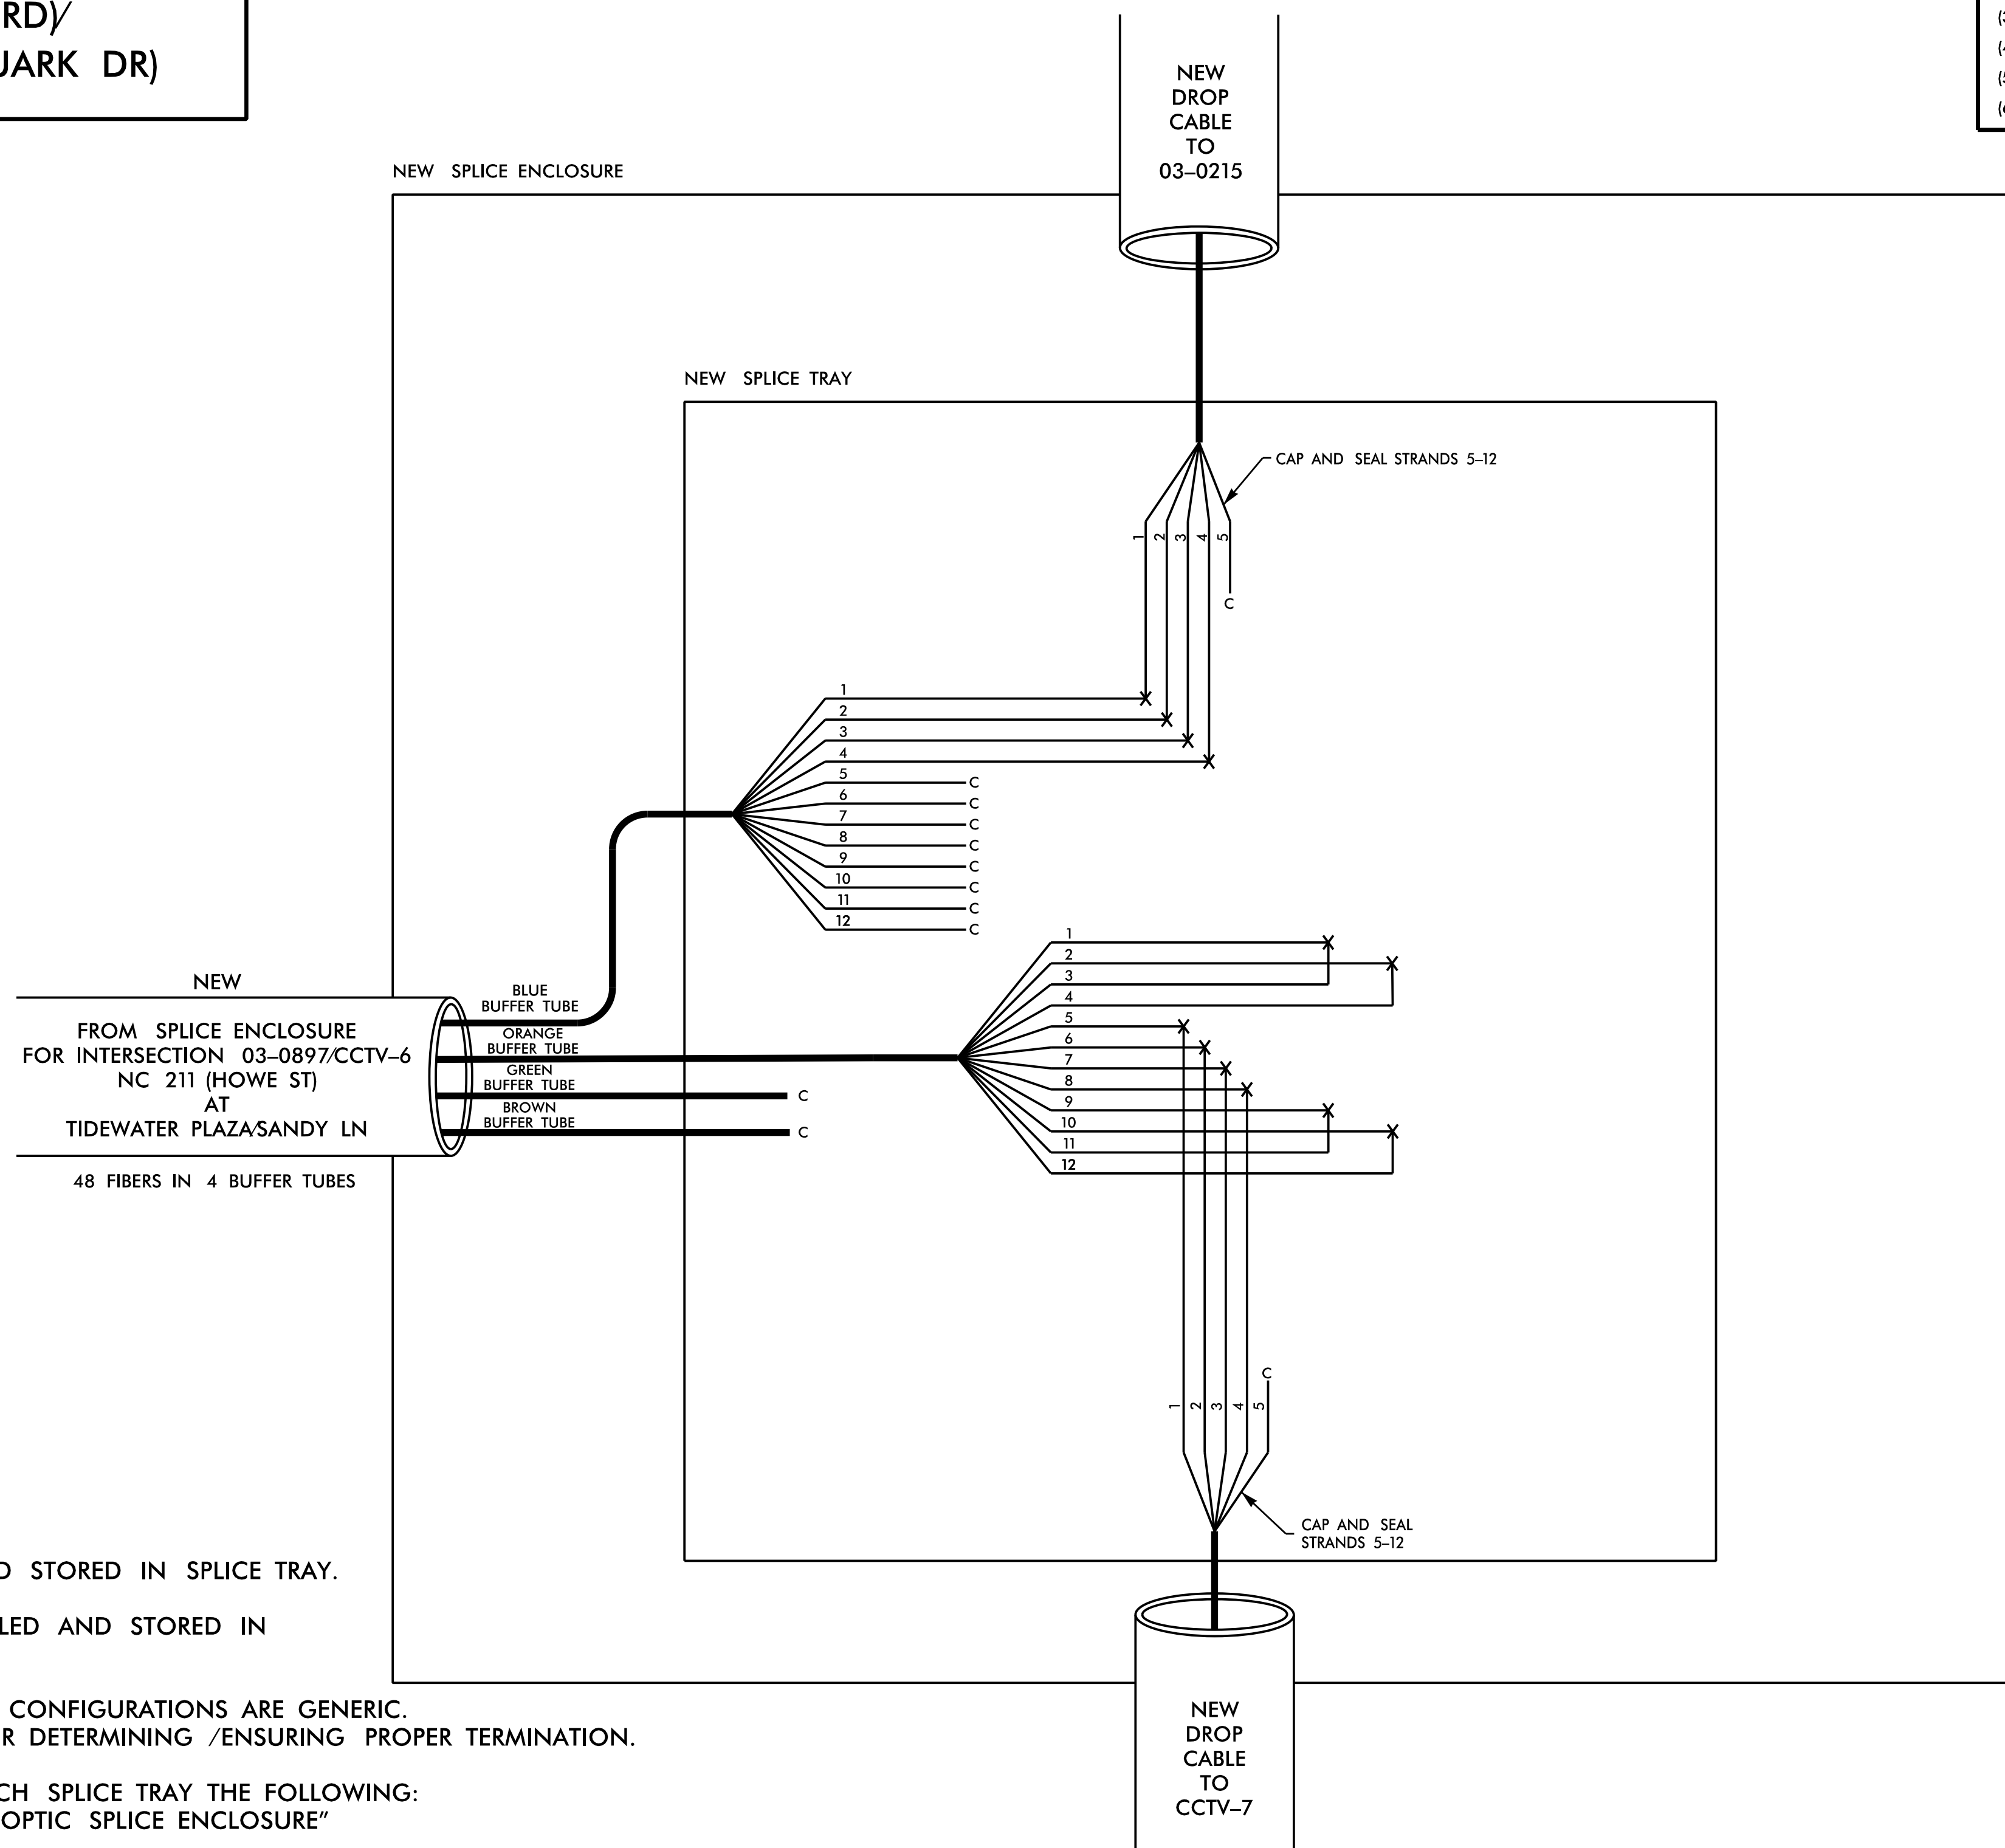 RD)/
UARK DR)
NEW
DROP
CABLE
TO
03–0215
(4
(5
NEW SPLICE ENCLOSURE
NEW SPLICE TRAY
CAP AND SEAL STRANDS 5–12
1
2
3
4
5
C
1
2
3
4
5
C
6
C
7
C
8
C
9
C
10
C
11
C
12
C
NEW
FROM SPLICE ENCLOSURE
FOR INTERSECTION 03–0897/CCTV–6
NC 211 (HOWE ST)
AT
TIDEWATER PLAZA/SANDY LN
48 FIBERS IN 4 BUFFER TUBES
BLUE
BUFFER TUBE
ORANGE
BUFFER TUBE
GREEN
BUFFER TUBE
C
BROWN
BUFFER TUBE
C
1
2
3
4
5
6
7
8
9
10
11
12
C
1
2
3
4
5
CAP AND SEAL
STRANDS 5–12
D STORED IN SPLICE TRAY.
LED AND STORED IN
CONFIGURATIONS ARE GENERIC.
R DETERMINING /ENSURING PROPER TERMINATION.
CH SPLICE TRAY THE FOLLOWING:
OPTIC SPLICE ENCLOSURE"
NEW
DROP
CABLE
TO
CCTV–7